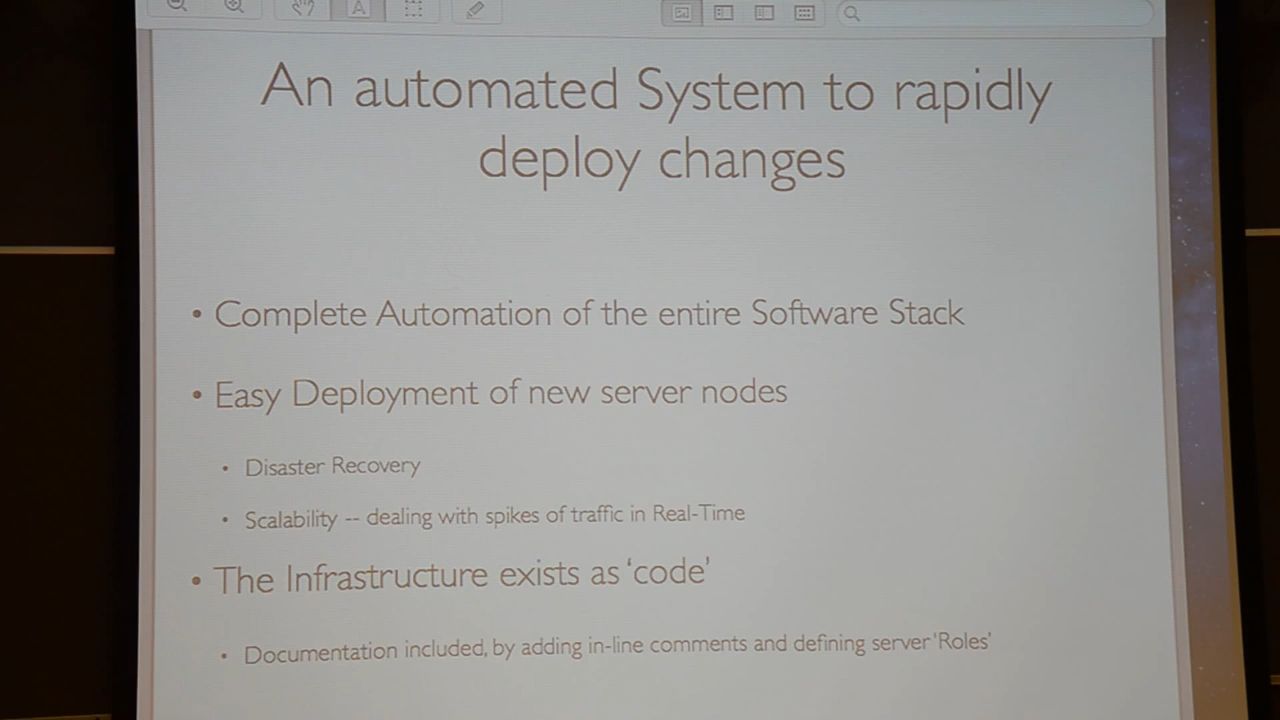 An automated System to rapidly
deploy changes
• Complete Automation of the entire Software Stack
• Easy Deployment of new server nodes
• Disaster Recovery
• Scalability -- dealing with spikes of traffic in Real-Time
• The Infrastructure exists as ‘code’
• Documentation included, by adding in-line comments and defining server ‘Roles’